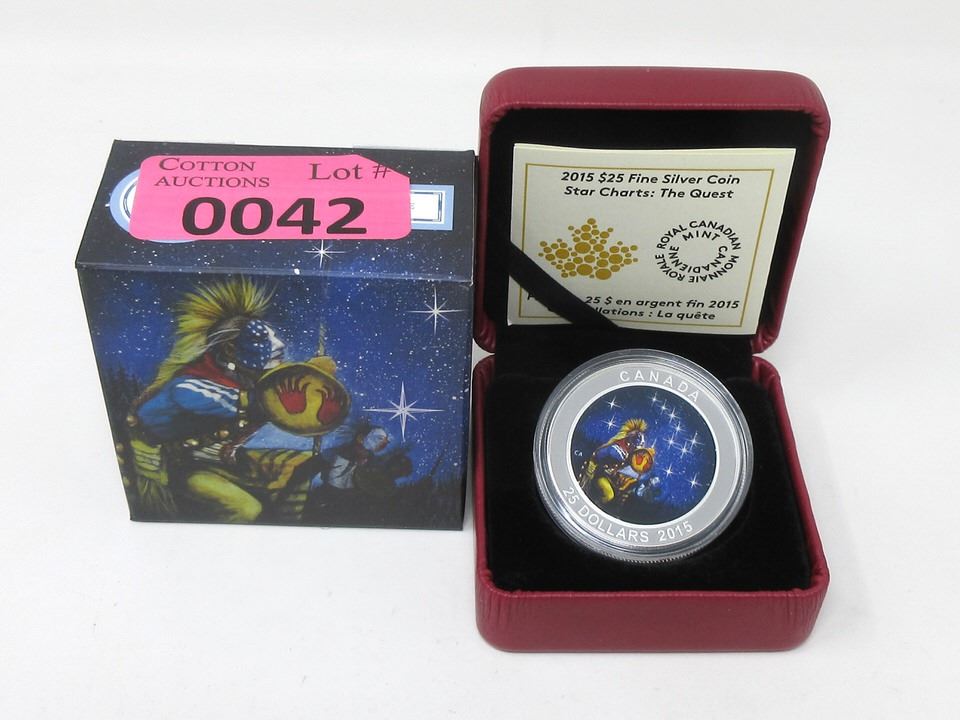 COTTON
AUCTIONS
Lot #
0042
2015 $25 Fine Silver Coin
Star Charts: The Quest
ROYAL CANADIAN MINT
MONNAIE ROYALE CANADIENNE
25 $ en argent fin 2015
: La quête
CANADA
CA
25 DOLLARS 2015